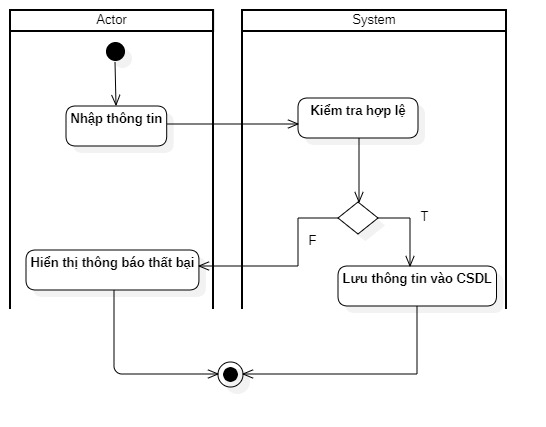 Actor
System
Nhập thông tin
Kiểm tra hợp lệ
T
F
Hiển thị thông báo thất bại
Lưu thông tin vào CSDL